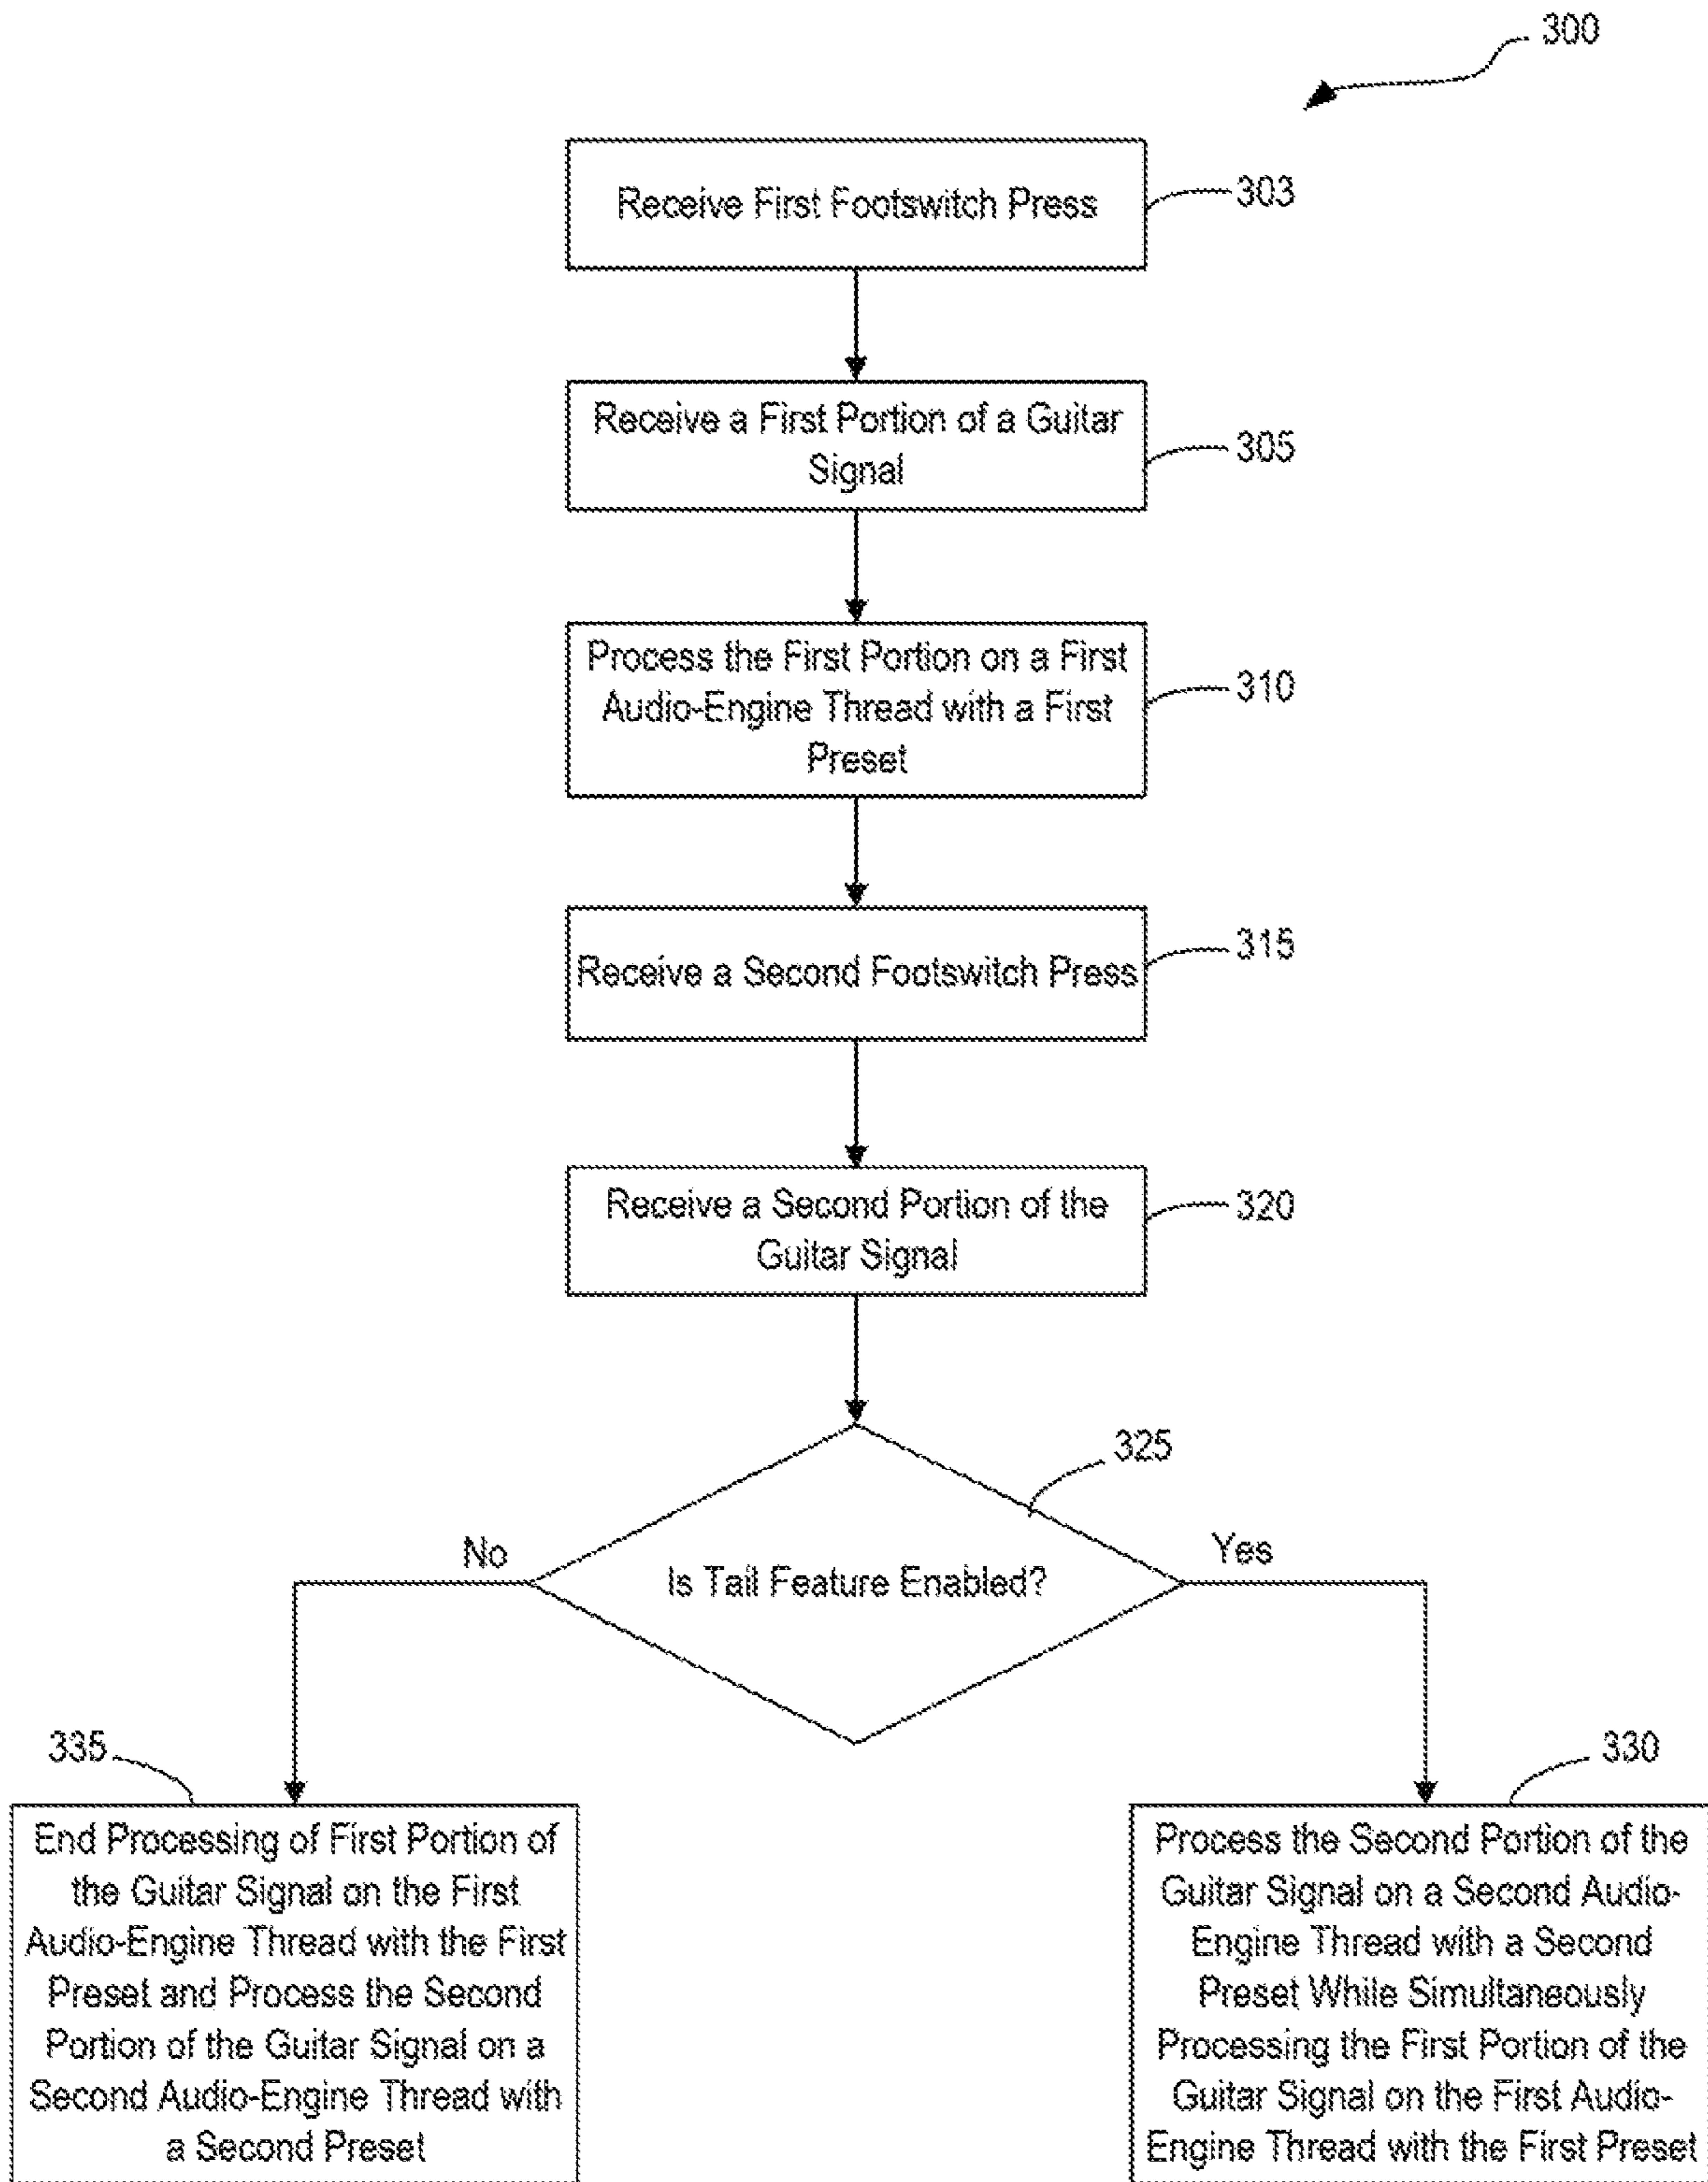 300
Receive First Footswitch Press
303
Receive a First Portion of a Guitar
Signal
305
Process the First Portion on a First
Audio-Engine Thread with a First
Preset
310
Receive a Second Footswitch Press
315
Receive a Second Portion of the
Guitar Signal
320
325
No
Is Tail Feature Enabled?
Yes
335
End Processing of First Portion of
the Guitar Signal on the First
Audio-Engine Thread with the First
Preset and Process the Second
Portion of the Guitar Signal on a
Second Audio-Engine Thread with
a Second Preset
330
Process the Second Portion of the
Guitar Signal on a Second Audio-
Engine Thread with a Second
Preset While Simultaneously
Processing the First Portion of the
Guitar Signal on the First Audio-
Engine Thread with the First Preset